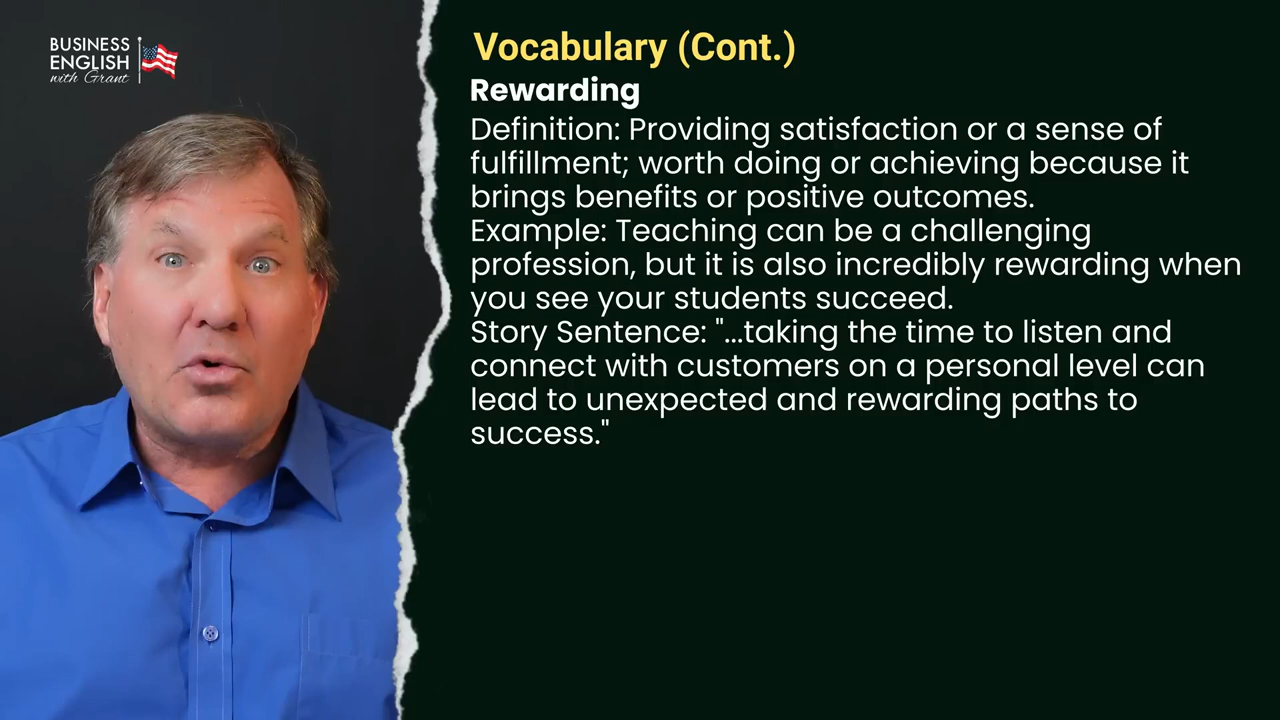 BUSINESS
ENGLISH
with Grant
Vocabulary (Cont.)
Rewarding
Definition: Providing satisfaction or a sense of
fulfillment; worth doing or achieving because it
brings benefits or positive outcomes.
Example: Teaching can be a challenging
profession, but it is also incredibly rewarding when
you see your students succeed.
Story Sentence: "...taking the time to listen and
connect with customers on a personal level can
lead to unexpected and rewarding paths to
success."